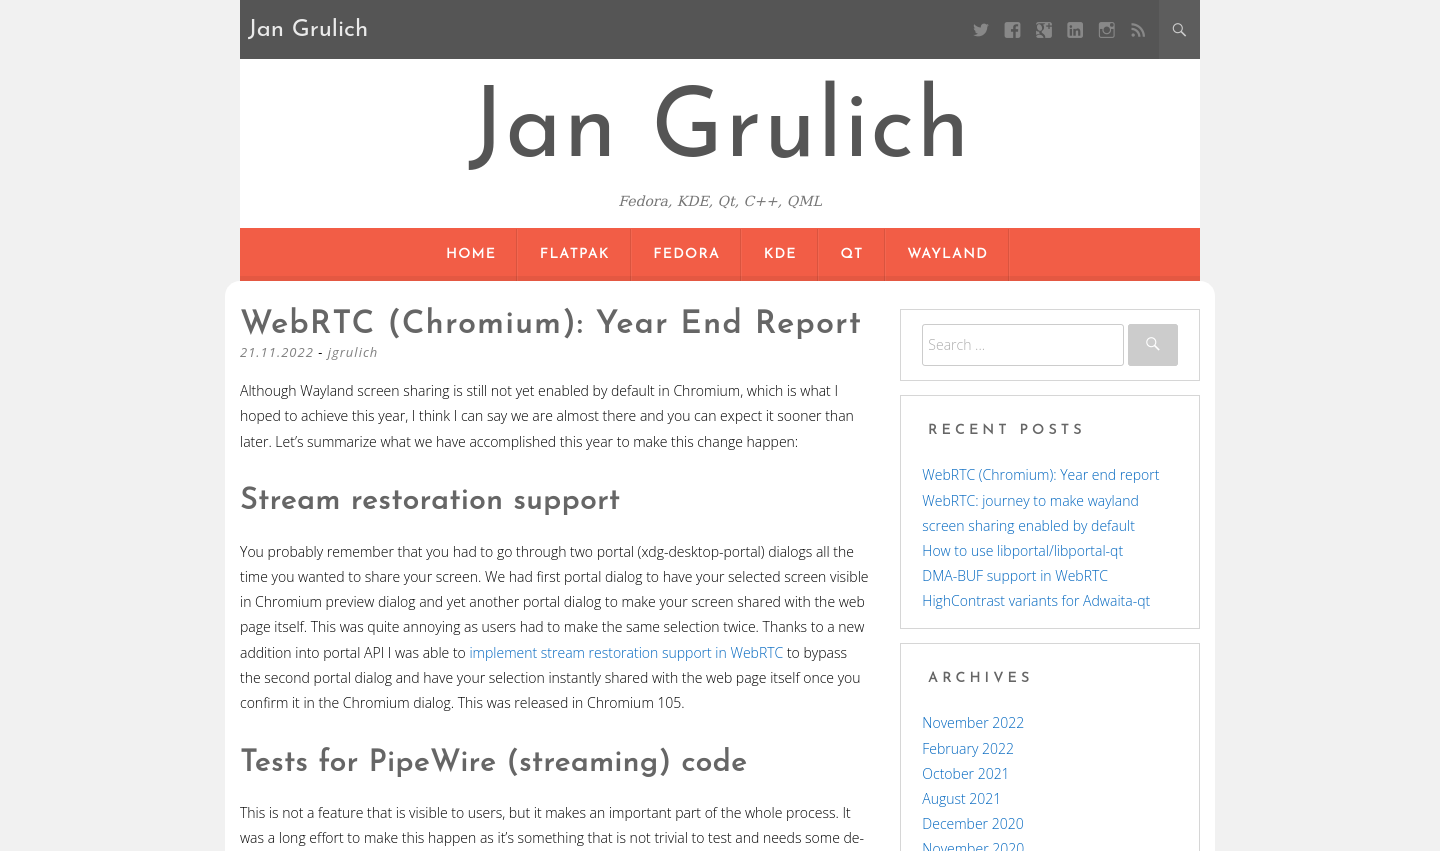 Jan Grulich
Jan Grulich
Fedora, KDE, Qt, C++, QML
HOME
FLATPAK
FEDORA
KDE
QT
WAYLAND
WebRTC (Chromium): Year End Report
21.11.2022 - jgrulich
Although Wayland screen sharing is still not yet enabled by default in Chromium, which is what I
hoped to achieve this year, I think I can say we are almost there and you can expect it sooner than
later. Let’s summarize what we have accomplished this year to make this change happen:
Stream restoration support
You probably remember that you had to go through two portal (xdg-desktop-portal) dialogs all the
time you wanted to share your screen. We had first portal dialog to have your selected screen visible
in Chromium preview dialog and yet another portal dialog to make your screen shared with the web
page itself. This was quite annoying as users had to make the same selection twice. Thanks to a new
addition into portal API I was able to implement stream restoration support in WebRTC to bypass
the second portal dialog and have your selection instantly shared with the web page itself once you
confirm it in the Chromium dialog. This was released in Chromium 105.
Tests for PipeWire (streaming) code
This is not a feature that is visible to users, but it makes an important part of the whole process. It
was a long effort to make this happen as it’s something that is not trivial to test and needs some de-
Search …
RECENT POSTS
WebRTC (Chromium): Year end report
WebRTC: journey to make wayland
screen sharing enabled by default
How to use libportal/libportal-qt
DMA-BUF support in WebRTC
HighContrast variants for Adwaita-qt
ARCHIVES
November 2022
February 2022
October 2021
August 2021
December 2020
November 2020